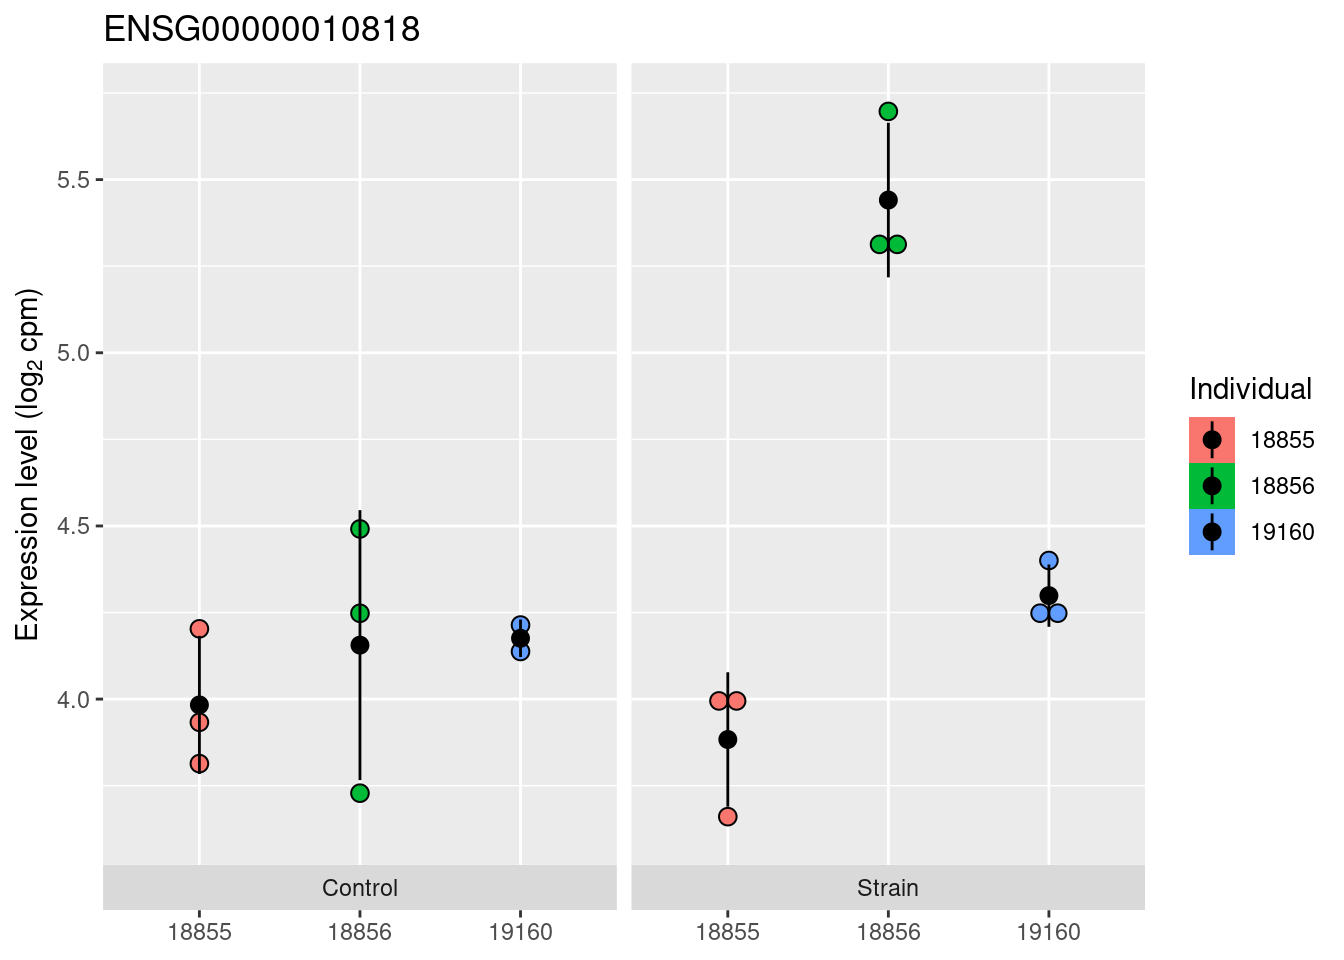 ENSG00000010818
Expression level (log₂ cpm)
5.5
5.0
4.5
4.0
Control
Strain
18855 18856 19160
18855 18856 19160
Individual
18855
18856
19160